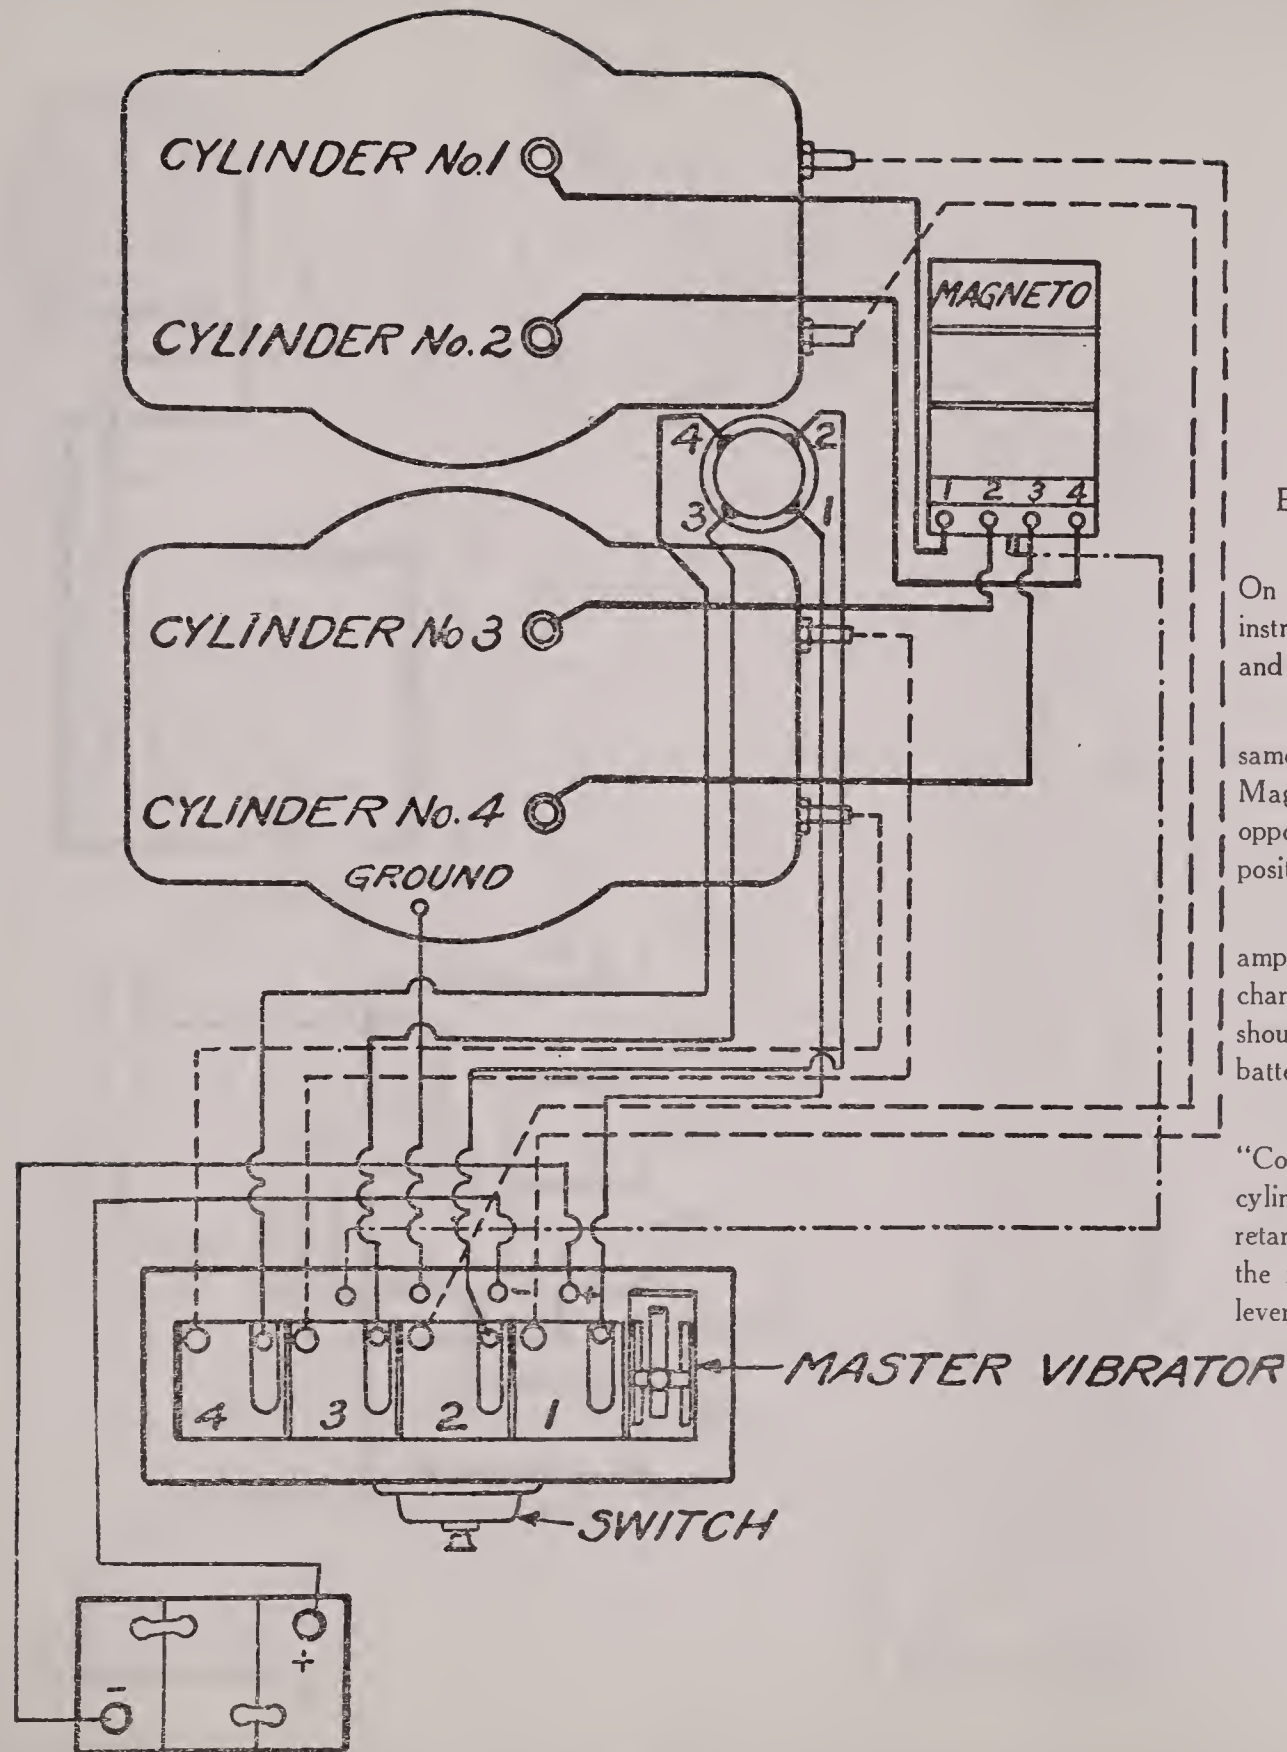 CYLINDER No.1
MAGNETO
CYLINDER No.2
4 2
3 1
1 2 3 4
CYLINDER No 3
CYLINDER No.4
GROUND
- +
4 3 2 1
MASTER VIBRATOR
SWITCH
+
-
E
On
instr
and
same
Mag
oppo
posit
amp
char
shou
batte
"Co
cylin
retar
the
lever